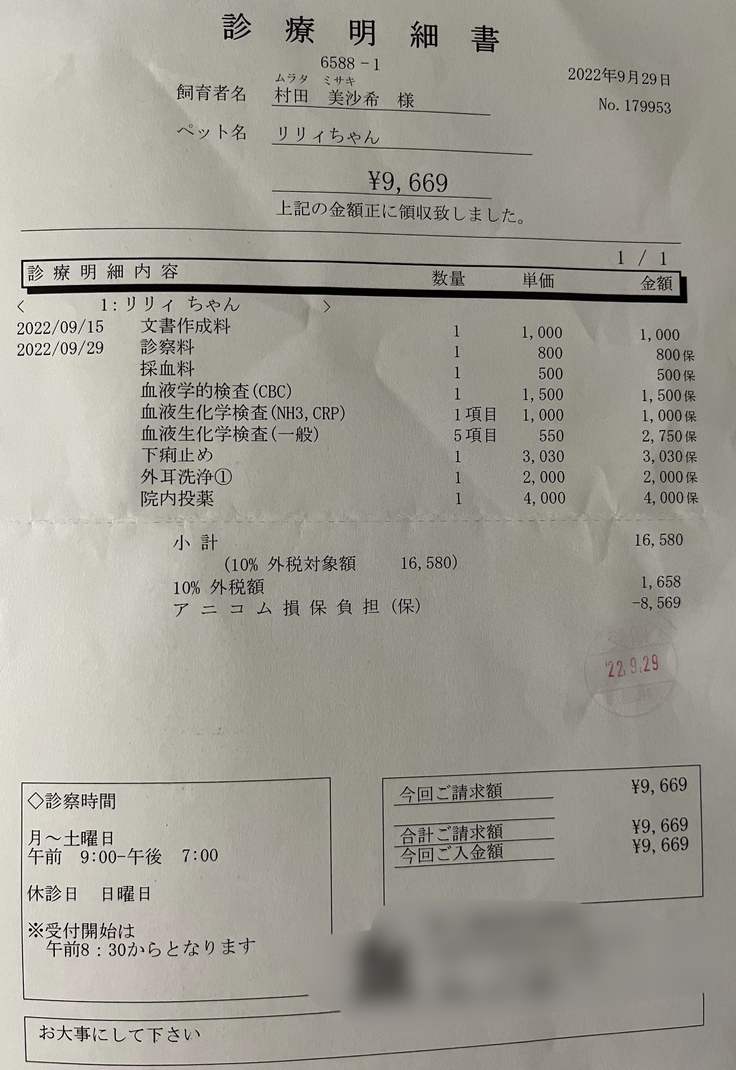 診療明細書
6588-1
2022年9月29日
ムラタ ミサキ
飼育者名 村田 美沙希 様
No.179953
ペット名 リリィちゃん
¥9,669
上記の金額正に領収致しました。
1 / 1
診療明細内容 数量 単価 金額
< 1:リリィ ちゃん >
2022/09/15 文書作成料 1 1,000 1,000
2022/09/29 診察料 1 800 800保
採血料 1 500 500保
血液学的検査(CBC) 1 1,500 1,500保
血液生化学検査(NH3,CRP) 1項目 1,000 1,000保
血液生化学検査(一般) 5項目 550 2,750保
下痢止め 1 3,030 3,030保
外耳洗浄① 1 2,000 2,000保
院内投薬 1 4,000 4,000保
小 計 16,580
(10% 外税対象額 16,580)
10% 外税額 1,658
アニコム損保負担(保) -8,569
'22.9.29
◇診察時間
月〜土曜日
午前 9:00-午後 7:00
休診日 日曜日
※受付開始は
午前8:30からとなります
今回ご請求額 ¥9,669
合計ご請求額 ¥9,669
今回ご入金額 ¥9,669
お大事にして下さい